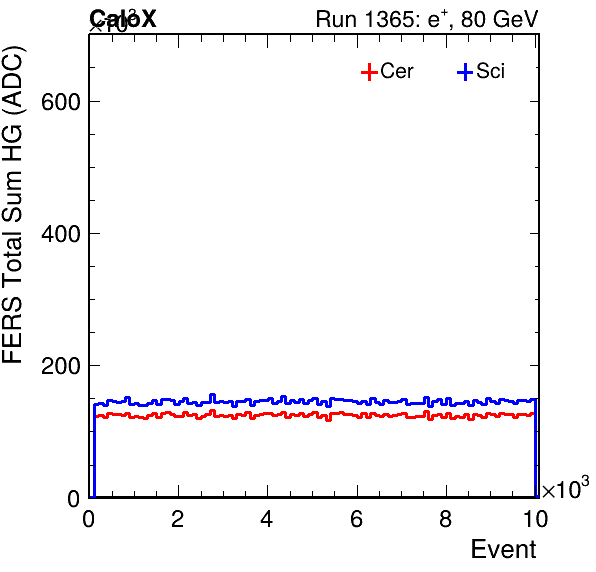 CaloX ×10³ Run 1365: e⁺, 80 GeV
Cer Sci
FERS Total Sum HG (ADC)
600
400
200
0
0 2 4 6 8 10 ×10³
Event